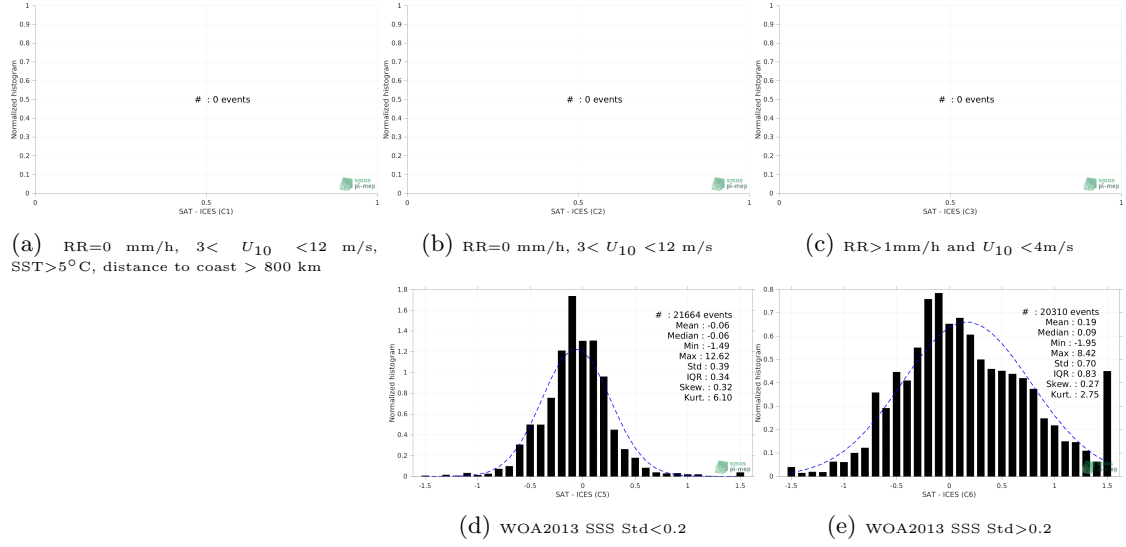 1
0.9
0.8
0.7
0.6
0.5
0.4
0.3
0.2
0.1
0
Normalized histogram
# : 0 events
smos
pi-mep
0 0.5 1
SAT - ICES (C1)
(a) RR=0 mm/h, 3< U10 <12 m/s,
SST>5°C, distance to coast > 800 km
1
0.9
0.8
0.7
0.6
0.5
0.4
0.3
0.2
0.1
0
Normalized histogram
# : 0 events
smos
pi-mep
0 0.5 1
SAT - ICES (C2)
(b) RR=0 mm/h, 3< U10 <12 m/s
1
0.9
0.8
0.7
0.6
0.5
0.4
0.3
0.2
0.1
0
Normalized histogram
# : 0 events
smos
pi-mep
0 0.5 1
SAT - ICES (C3)
(c) RR>1mm/h and U10 <4m/s
1.8
1.6
1.4
1.2
1
0.8
0.6
0.4
0.2
0
Normalized histogram
# : 21664 events
Mean : -0.06
Median : -0.06
Min : -1.49
Max : 12.62
Std : 0.39
IQR : 0.34
Skew. : 0.32
Kurt. : 6.10
smos
pi-mep
-1.5 -1 -0.5 0 0.5 1 1.5
SAT - ICES (C5)
(d) WOA2013 SSS Std<0.2
0.8
0.7
0.6
0.5
0.4
0.3
0.2
0.1
0
Normalized histogram
# : 20310 events
Mean : 0.19
Median : 0.09
Min : -1.95
Max : 8.42
Std : 0.70
IQR : 0.83
Skew. : 0.27
Kurt. : 2.75
smos
pi-mep
-1.5 -1 -0.5 0 0.5 1 1.5
SAT - ICES (C6)
(e) WOA2013 SSS Std>0.2